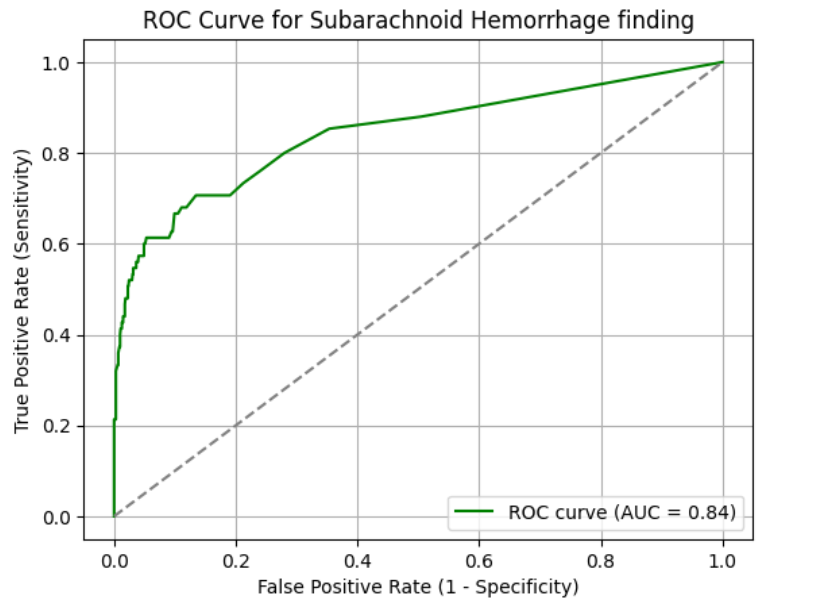 ROC Curve for Subarachnoid Hemorrhage finding
True Positive Rate (Sensitivity)
1.0
0.8
0.6
0.4
0.2
0.0
ROC curve (AUC = 0.84)
0.0 0.2 0.4 0.6 0.8 1.0
False Positive Rate (1 - Specificity)